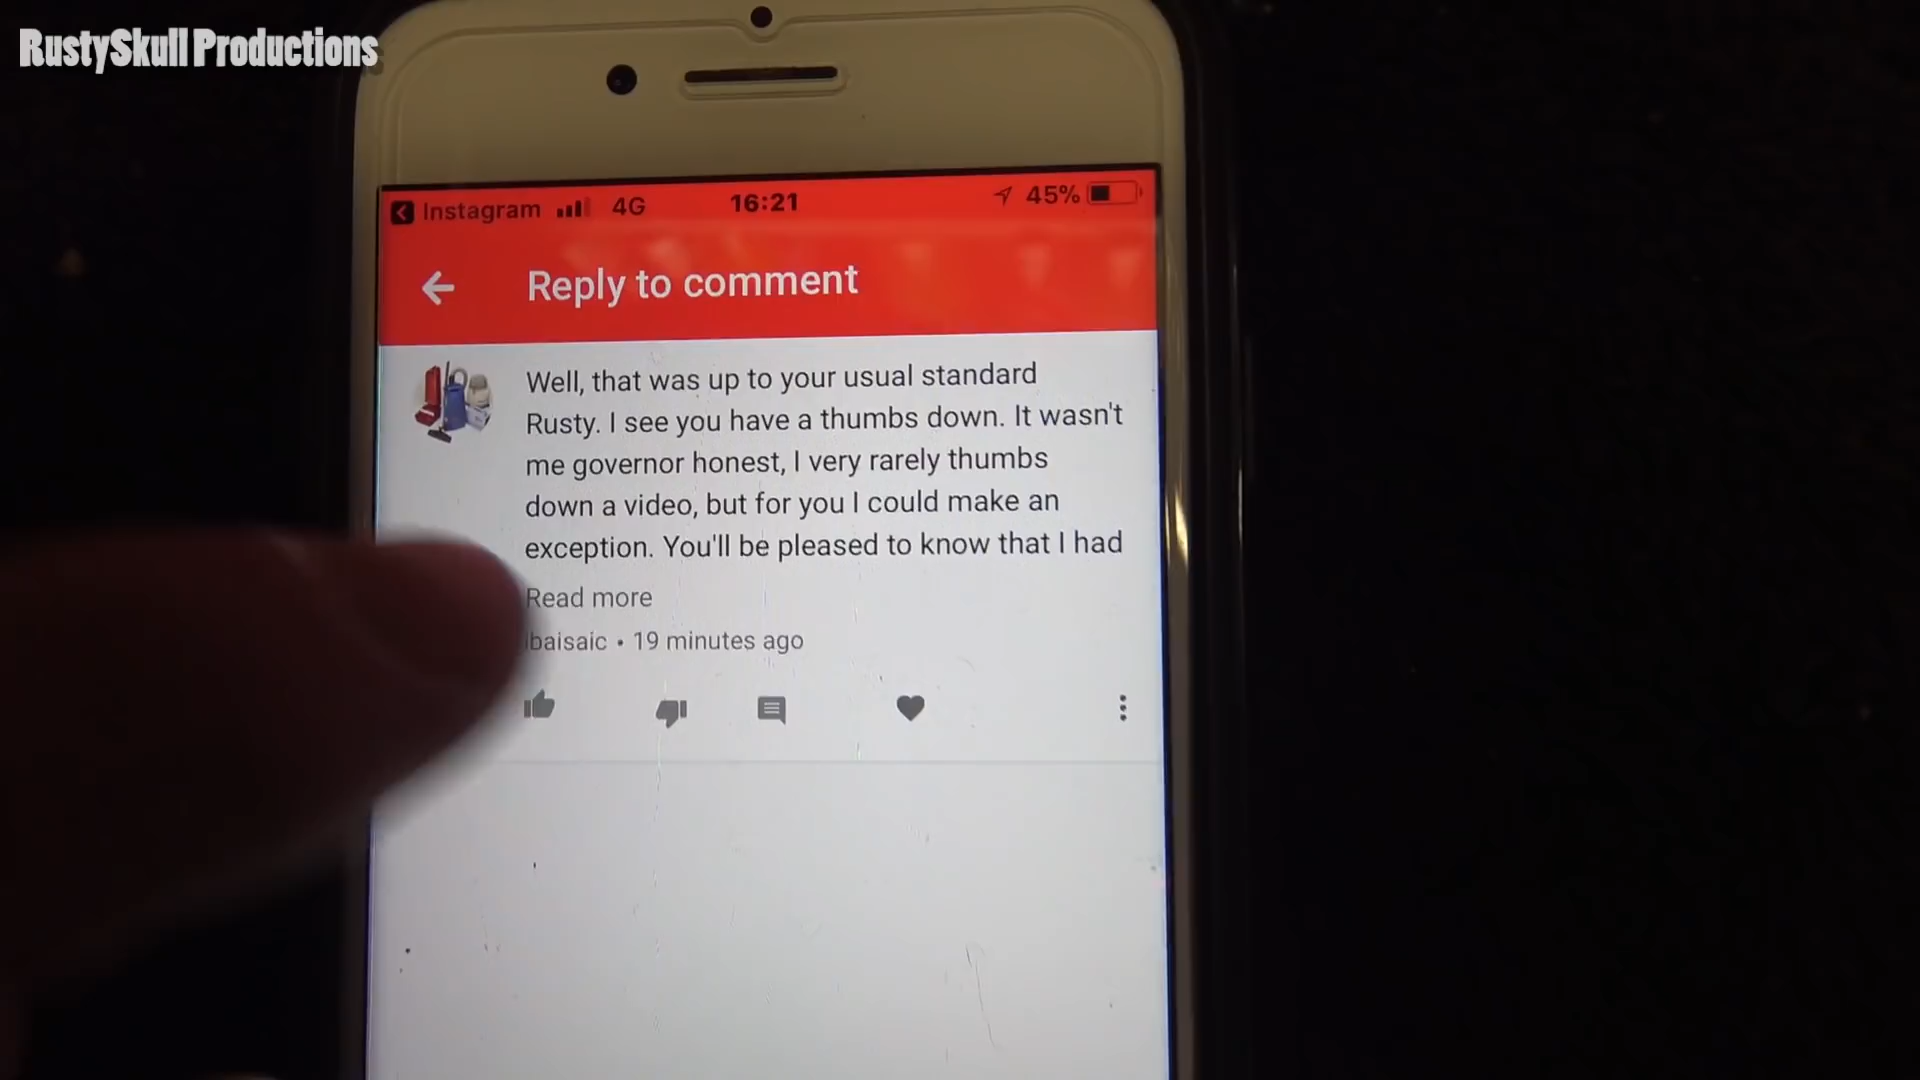 RustySkull Productions
Instagram 4G 16:21 45%
Reply to comment
Well, that was up to your usual standard
Rusty. I see you have a thumbs down. It wasn't
me governor honest, I very rarely thumbs
down a video, but for you I could make an
exception. You'll be pleased to know that I had
Read more
baisaic • 19 minutes ago